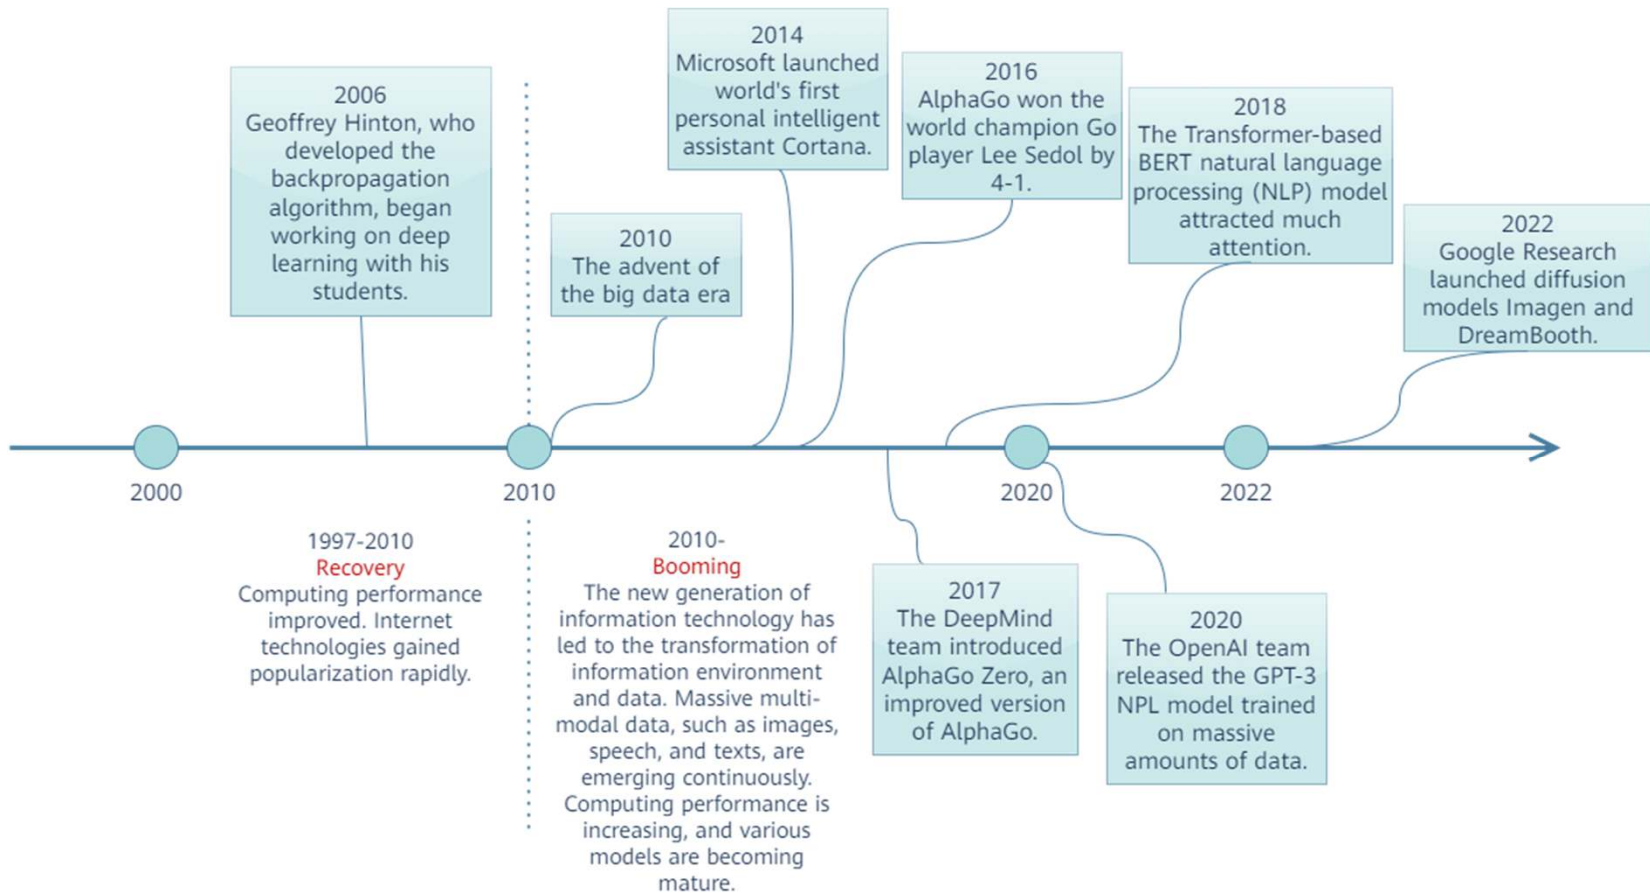 2006
Geoffrey Hinton, who
developed the
backpropagation
algorithm, began
working on deep
learning with his
students.
2010
The advent of
the big data era
2014
Microsoft launched
world's first
personal intelligent
assistant Cortana.
2016
AlphaGo won the
world champion Go
player Lee Sedol by
4-1.
2018
The Transformer-based
BERT natural language
processing (NLP) model
attracted much
attention.
2022
Google Research
launched diffusion
models Imagen and
DreamBooth.
2000
2010
2020
2022
1997-2010
Recovery
Computing performance
improved. Internet
technologies gained
popularization rapidly.
2010-
Booming
The new generation of
information technology has
led to the transformation of
information environment
and data. Massive multi-
modal data, such as images,
speech, and texts, are
emerging continuously.
Computing performance is
increasing, and various
models are becoming
mature.
2017
The DeepMind
team introduced
AlphaGo Zero, an
improved version
of AlphaGo.
2020
The OpenAI team
released the GPT-3
NPL model trained
on massive
amounts of data.